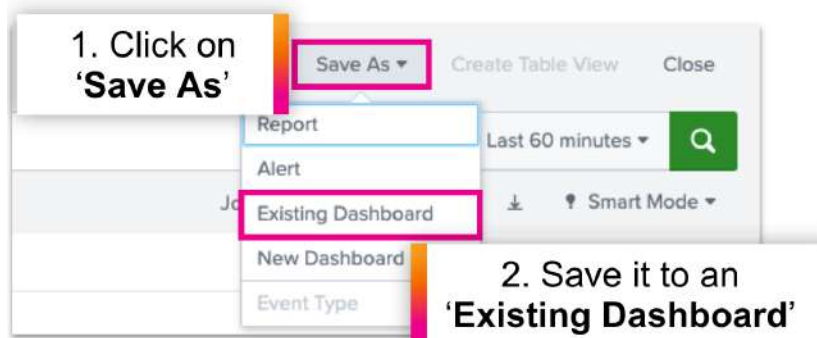 1. Click on
'Save As'
Save As ▾
Create Table View
Close
Report
Last 60 minutes ▾
Alert
Existing Dashboard
Smart Mode ▾
New Dashboard
Event Type
2. Save it to an
'Existing Dashboard'